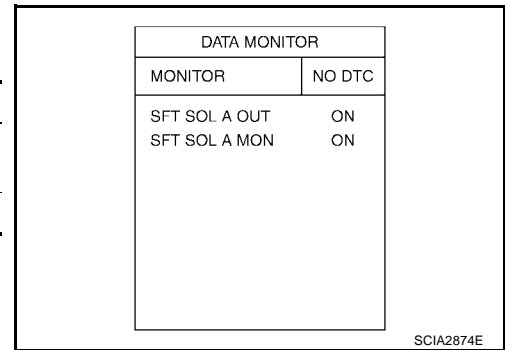 DATA MONITOR
MONITOR NO DTC
SFT SOL A OUT ON
SFT SOL A MON ON
SCIA2874E